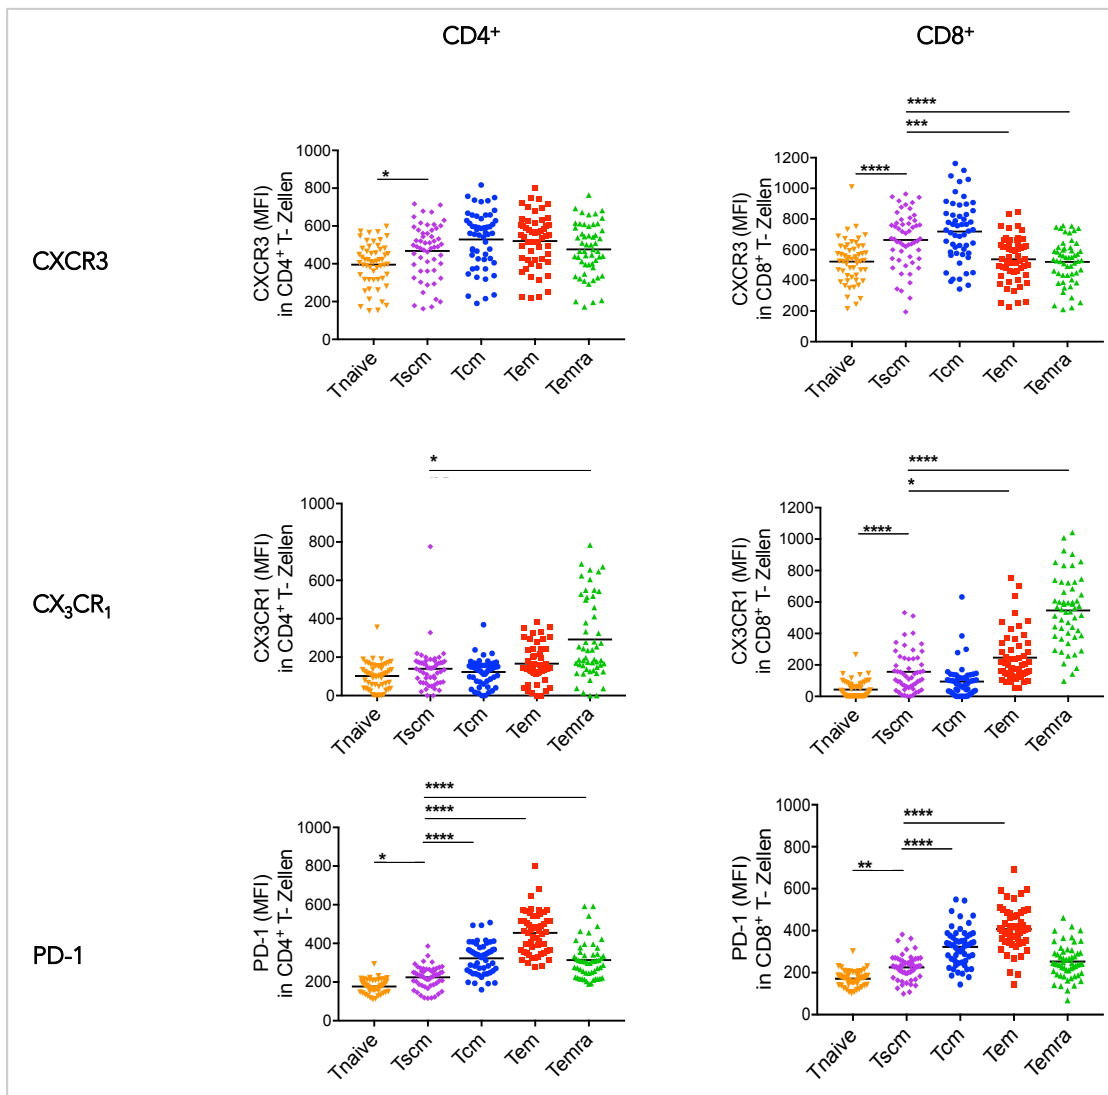 CD4⁺
CD8⁺
CXCR3
CXCR3 (MFI)
in CD4⁺ T- Zellen
1000
800
600
400
200
0
*
Tnaive
Tscm
Tcm
Tem
Temra
CXCR3 (MFI)
in CD8⁺ T- Zellen
1200
1000
800
600
400
200
0
****
***
****
Tnaive
Tscm
Tcm
Tem
Temra
CX₃CR₁
CX3CR1 (MFI)
in CD4⁺ T- Zellen
1000
800
600
400
200
0
*
Tnaive
Tscm
Tcm
Tem
Temra
CX3CR1 (MFI)
in CD8⁺ T- Zellen
1200
1000
800
600
400
200
0
****
*
****
Tnaive
Tscm
Tcm
Tem
Temra
PD-1
PD-1 (MFI)
in CD4⁺ T- Zellen
1000
800
600
400
200
0
****
****
****
*
Tnaive
Tscm
Tcm
Tem
Temra
PD-1 (MFI)
in CD8⁺ T- Zellen
1000
800
600
400
200
0
****
****
**
Tnaive
Tscm
Tcm
Tem
Temra